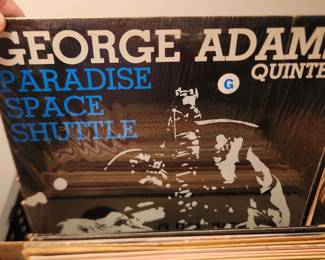 GEORGE ADAM
QUINTE
PARADISE
SPACE
SHUTTLE
G